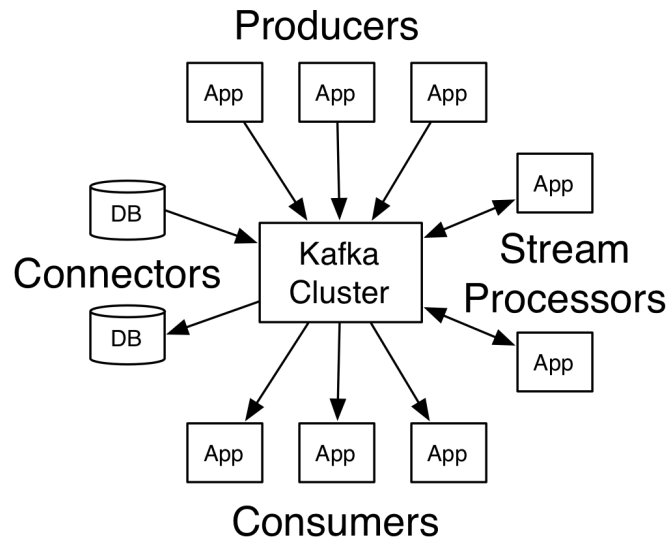 Producers
App
App
App
DB
App
Kafka
Cluster
Stream
Processors
Connectors
DB
App
App
App
App
Consumers